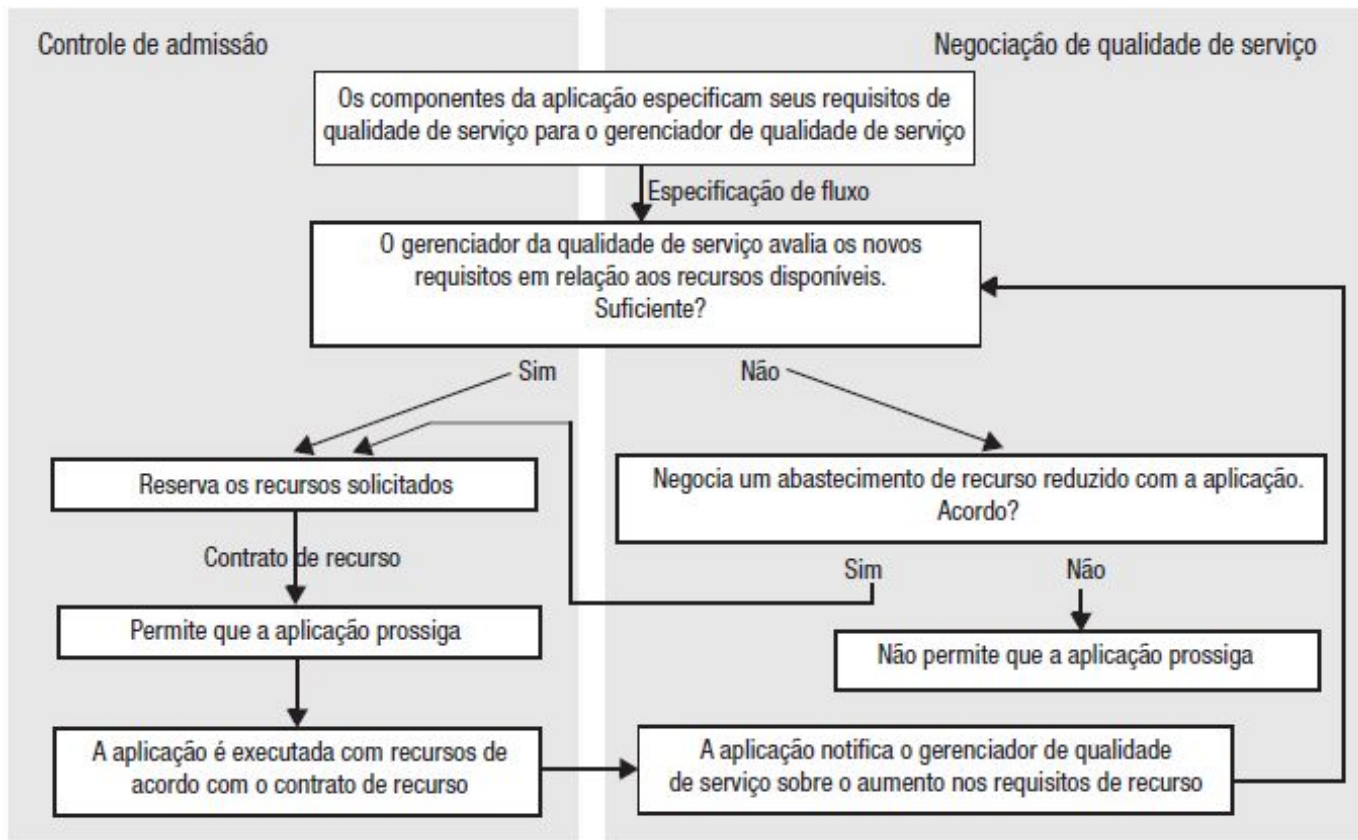 Controle de admissão
Negociação de qualidade de serviço
Os componentes da aplicação especificam seus requisitos de
qualidade de serviço para o gerenciador de qualidade de serviço
Especificação de fluxo
O gerenciador da qualidade de serviço avalia os novos
requisitos em relação aos recursos disponíveis.
Suficiente?
Sim
Não
Reserva os recursos solicitados
Negocia um abastecimento de recurso reduzido com a aplicação.
Acordo?
Contrato de recurso
Sim
Não
Permite que a aplicação prossiga
Não permite que a aplicação prossiga
A aplicação é executada com recursos de
acordo com o contrato de recurso
A aplicação notifica o gerenciador de qualidade
de serviço sobre o aumento nos requisitos de recurso